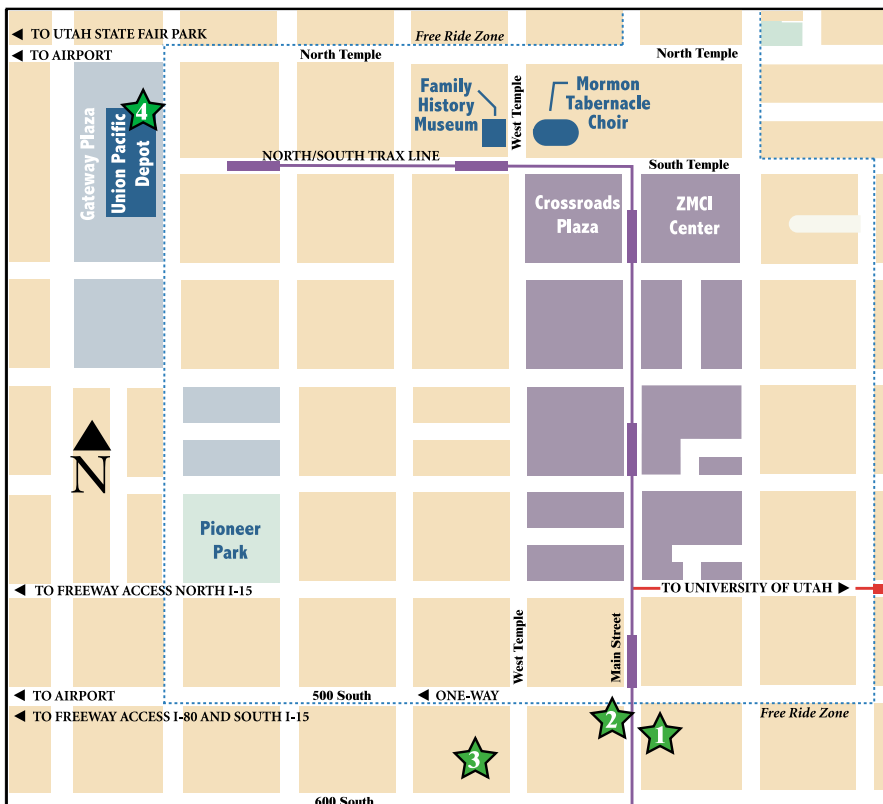 TO UTAH STATE FAIR PARK
Free Ride Zone
TO AIRPORT
North Temple
North Temple
4
Gateway Plaza
Union Pacific
Depot
Family
History
Museum
West Temple
Mormon
Tabernacle
Choir
NORTH/SOUTH TRAX LINE
South Temple
Crossroads
Plaza
ZMCI
Center
N
Pioneer
Park
TO FREEWAY ACCESS NORTH I-15
TO UNIVERSITY OF UTAH
West Temple
Main Street
TO AIRPORT
500 South
ONE-WAY
TO FREEWAY ACCESS I-80 AND SOUTH I-15
2
1
Free Ride Zone
3
600 South